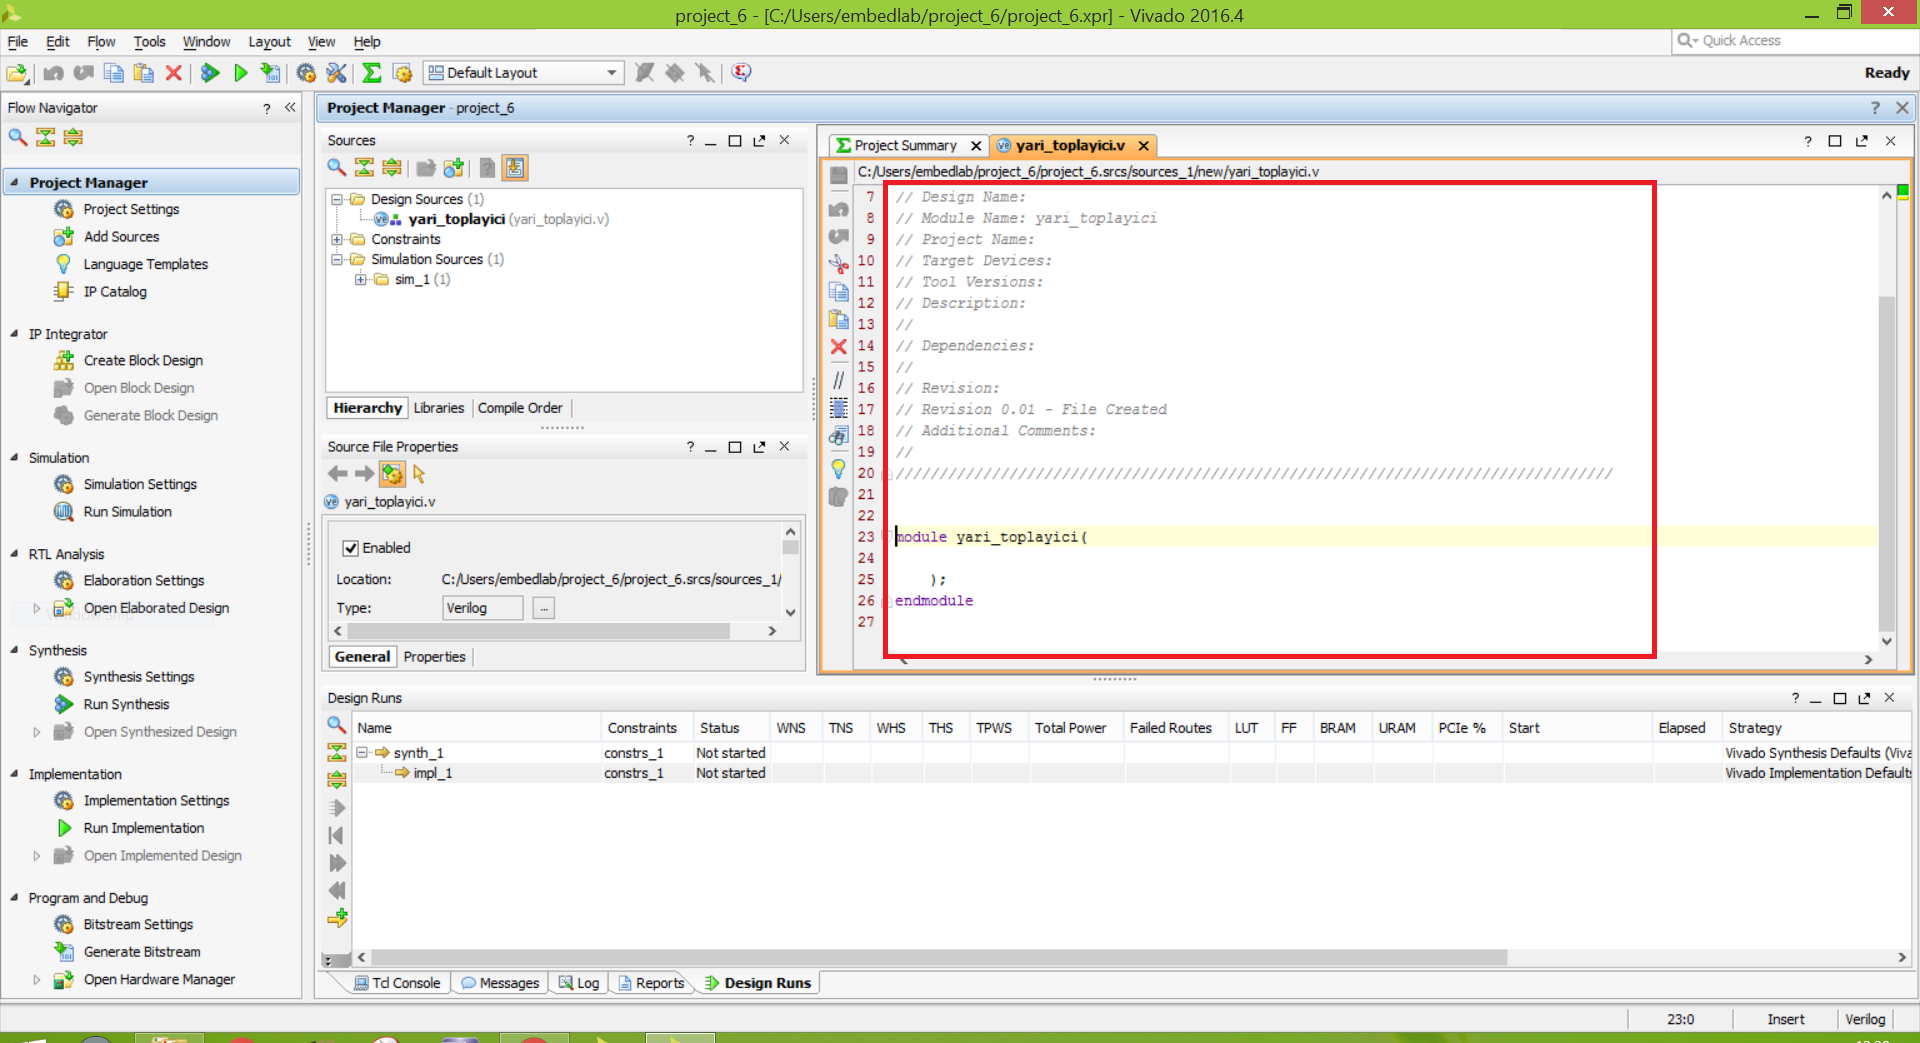 project_6 - [C:/Users/embedlab/project_6/project_6.xpr] - Vivado 2016.4
File Edit Flow Tools Window Layout View Help
Quick Access
Default Layout
Ready
Flow Navigator ? «
Project Manager - project_6 ?
Project Manager
Project Settings
Add Sources
Language Templates
IP Catalog
IP Integrator
Create Block Design
Open Block Design
Generate Block Design
Simulation
Simulation Settings
Run Simulation
RTL Analysis
Elaboration Settings
Open Elaborated Design
Synthesis
Synthesis Settings
Run Synthesis
Open Synthesized Design
Implementation
Implementation Settings
Run Implementation
Open Implemented Design
Program and Debug
Bitstream Settings
Generate Bitstream
Open Hardware Manager
Sources ?
Design Sources (1)
yari_toplayici (yari_toplayici.v)
Constraints
Simulation Sources (1)
sim_1 (1)
Hierarchy Libraries Compile Order
Source File Properties ?
yari_toplayici.v
Enabled
Location: C:/Users/embedlab/project_6/project_6.srcs/sources_1/
Type: Verilog ...
General Properties
Project Summary yari_toplayici.v ?
C:/Users/embedlab/project_6/project_6.srcs/sources_1/new/yari_toplayici.v
7 // Design Name:
8 // Module Name: yari_toplayici
9 // Project Name:
10 // Target Devices:
11 // Tool Versions:
12 // Description:
13 //
14 // Dependencies:
15 //
16 // Revision:
17 // Revision 0.01 - File Created
18 // Additional Comments:
19 //
20 //////////////////////////////////////////////////////////////////////////////////
21
22
23 module yari_toplayici(
24
25 );
26 endmodule
27
Design Runs ?
Name Constraints Status WNS TNS WHS THS TPWS Total Power Failed Routes LUT FF BRAM URAM PCIe % Start Elapsed Strategy
synth_1 constrs_1 Not started Vivado Synthesis Defaults (Viva
impl_1 constrs_1 Not started Vivado Implementation Defaults
Tcl Console Messages Log Reports Design Runs
23:0 Insert Verilog